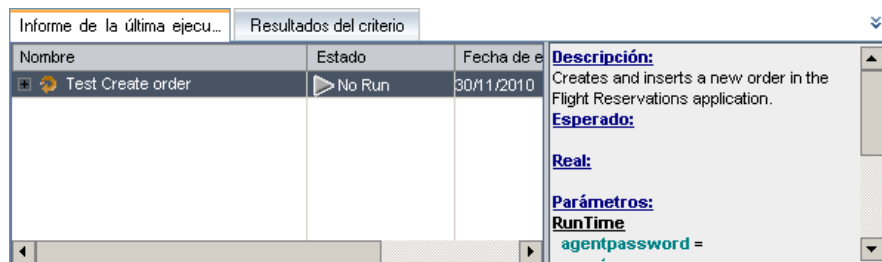 Informe de la última ejecu... Resultados del criterio
Nombre Estado Fecha de e
Test Create order No Run 30/11/2010
Descripción:
Creates and inserts a new order in the
Flight Reservations application.
Esperado:
Real:
Parámetros:
RunTime
agentpassword =